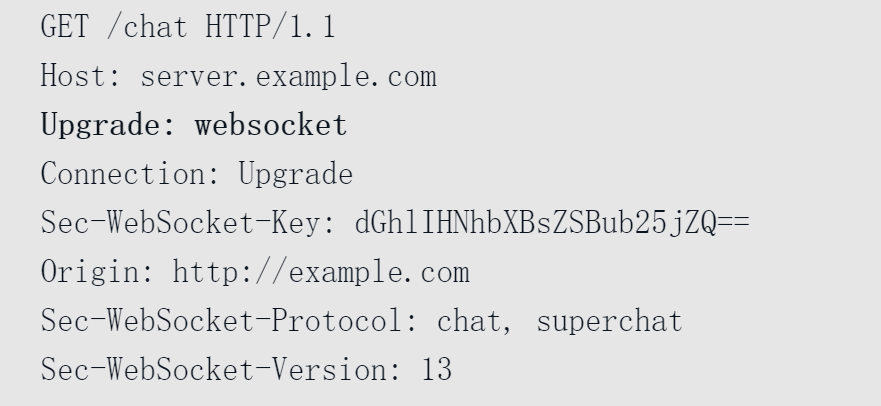 GET /chat HTTP/1.1
Host: server.example.com
Upgrade: websocket
Connection: Upgrade
Sec-WebSocket-Key: dGhlIHNhbXBsZSBub25jZQ==
Origin: http://example.com
Sec-WebSocket-Protocol: chat, superchat
Sec-WebSocket-Version: 13